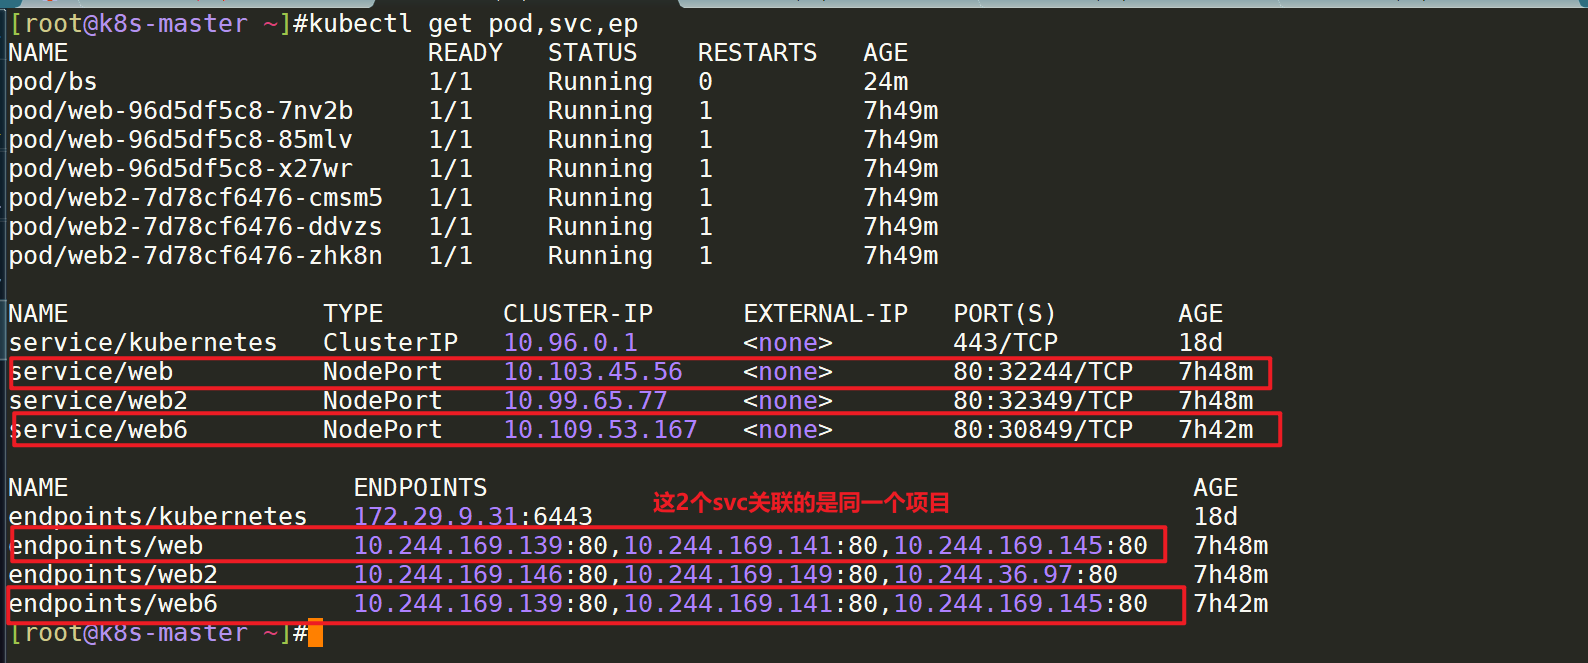 [root@k8s-master ~]#kubectl get pod,svc,ep
NAME READY STATUS RESTARTS AGE
pod/bs 1/1 Running 0 24m
pod/web-96d5df5c8-7nv2b 1/1 Running 1 7h49m
pod/web-96d5df5c8-85mlv 1/1 Running 1 7h49m
pod/web-96d5df5c8-x27wr 1/1 Running 1 7h49m
pod/web2-7d78cf6476-cmsm5 1/1 Running 1 7h49m
pod/web2-7d78cf6476-ddvzs 1/1 Running 1 7h49m
pod/web2-7d78cf6476-zhk8n 1/1 Running 1 7h49m
NAME TYPE CLUSTER-IP EXTERNAL-IP PORT(S) AGE
service/kubernetes ClusterIP 10.96.0.1 <none> 443/TCP 18d
service/web NodePort 10.103.45.56 <none> 80:32244/TCP 7h48m
service/web2 NodePort 10.99.65.77 <none> 80:32349/TCP 7h48m
service/web6 NodePort 10.109.53.167 <none> 80:30849/TCP 7h42m
NAME ENDPOINTS AGE
这2个svc关联的是同一个项目
endpoints/kubernetes 172.29.9.31:6443 18d
endpoints/web 10.244.169.139:80,10.244.169.141:80,10.244.169.145:80 7h48m
endpoints/web2 10.244.169.146:80,10.244.169.149:80,10.244.36.97:80 7h48m
endpoints/web6 10.244.169.139:80,10.244.169.141:80,10.244.169.145:80 7h42m
[root@k8s-master ~]#